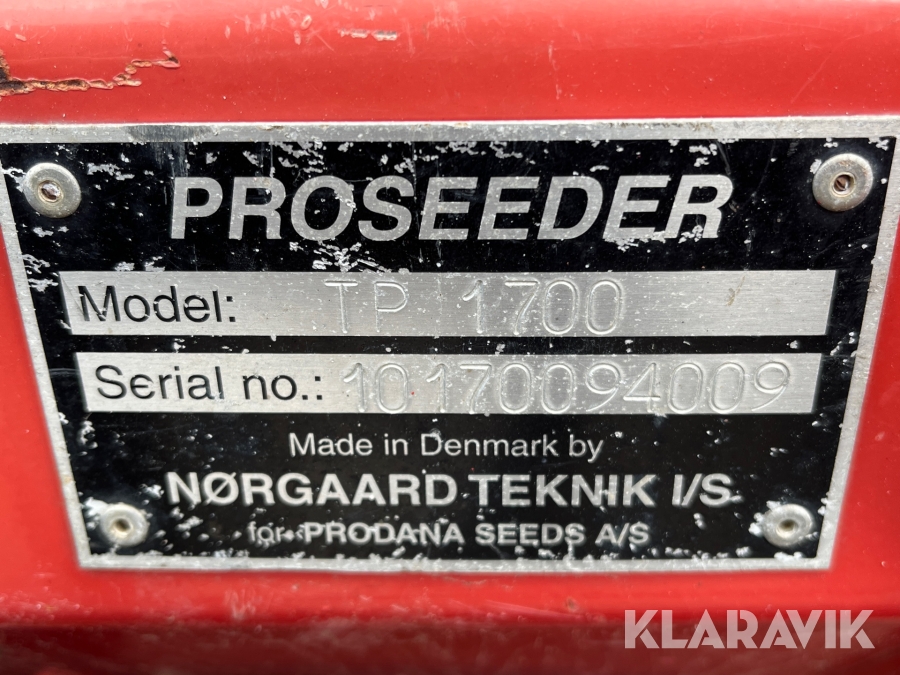 PROSEEDER
Model: TP 1700
Serial no.: 10170094009
Made in Denmark by
NØRGAARD TEKNIK I/S
for PRODANA SEEDS A/S
KLARAVIK